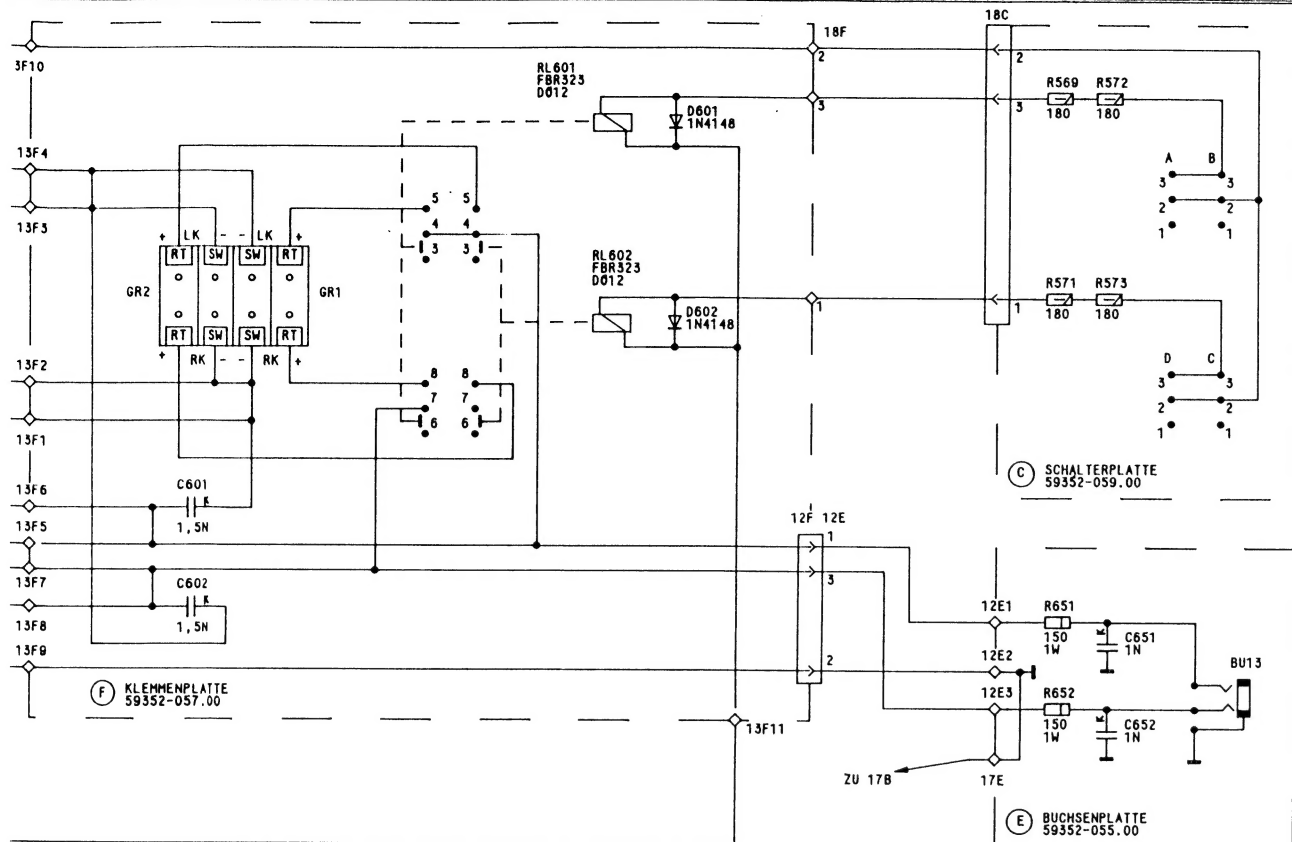 18C
18F
2
2
3F10
RL601
FBR323
D012
R569 R572
180 180
D601
1N4148
3
3
13F4
13F3
A B
3 3
2 2
1 1
5 5
4 4
3 3
+ LK - - LK +
RT SW SW RT
GR2 GR1
RT SW SW RT
+ RK - - RK +
RL602
FBR323
D012
R571 R573
180 180
D602
1N4148
1
1
13F2
13F1
D C
3 3
2 2
1 1
8 8
7 7
6 6
C SCHALTERPLATTE
59352-059.00
13F6
C601
K
1,5N
13F5
12F 12E
1
3
2
13F7
C602
K
1,5N
13F8
13F9
F KLEMMENPLATTE
59352-057.00
13F11
12E1
R651
150
1W
K
C651
1N
12E2
BU13
12E3
R652
150
1W
K
C652
1N
ZU 17B
17E
E BUCHSENPLATTE
59352-055.00